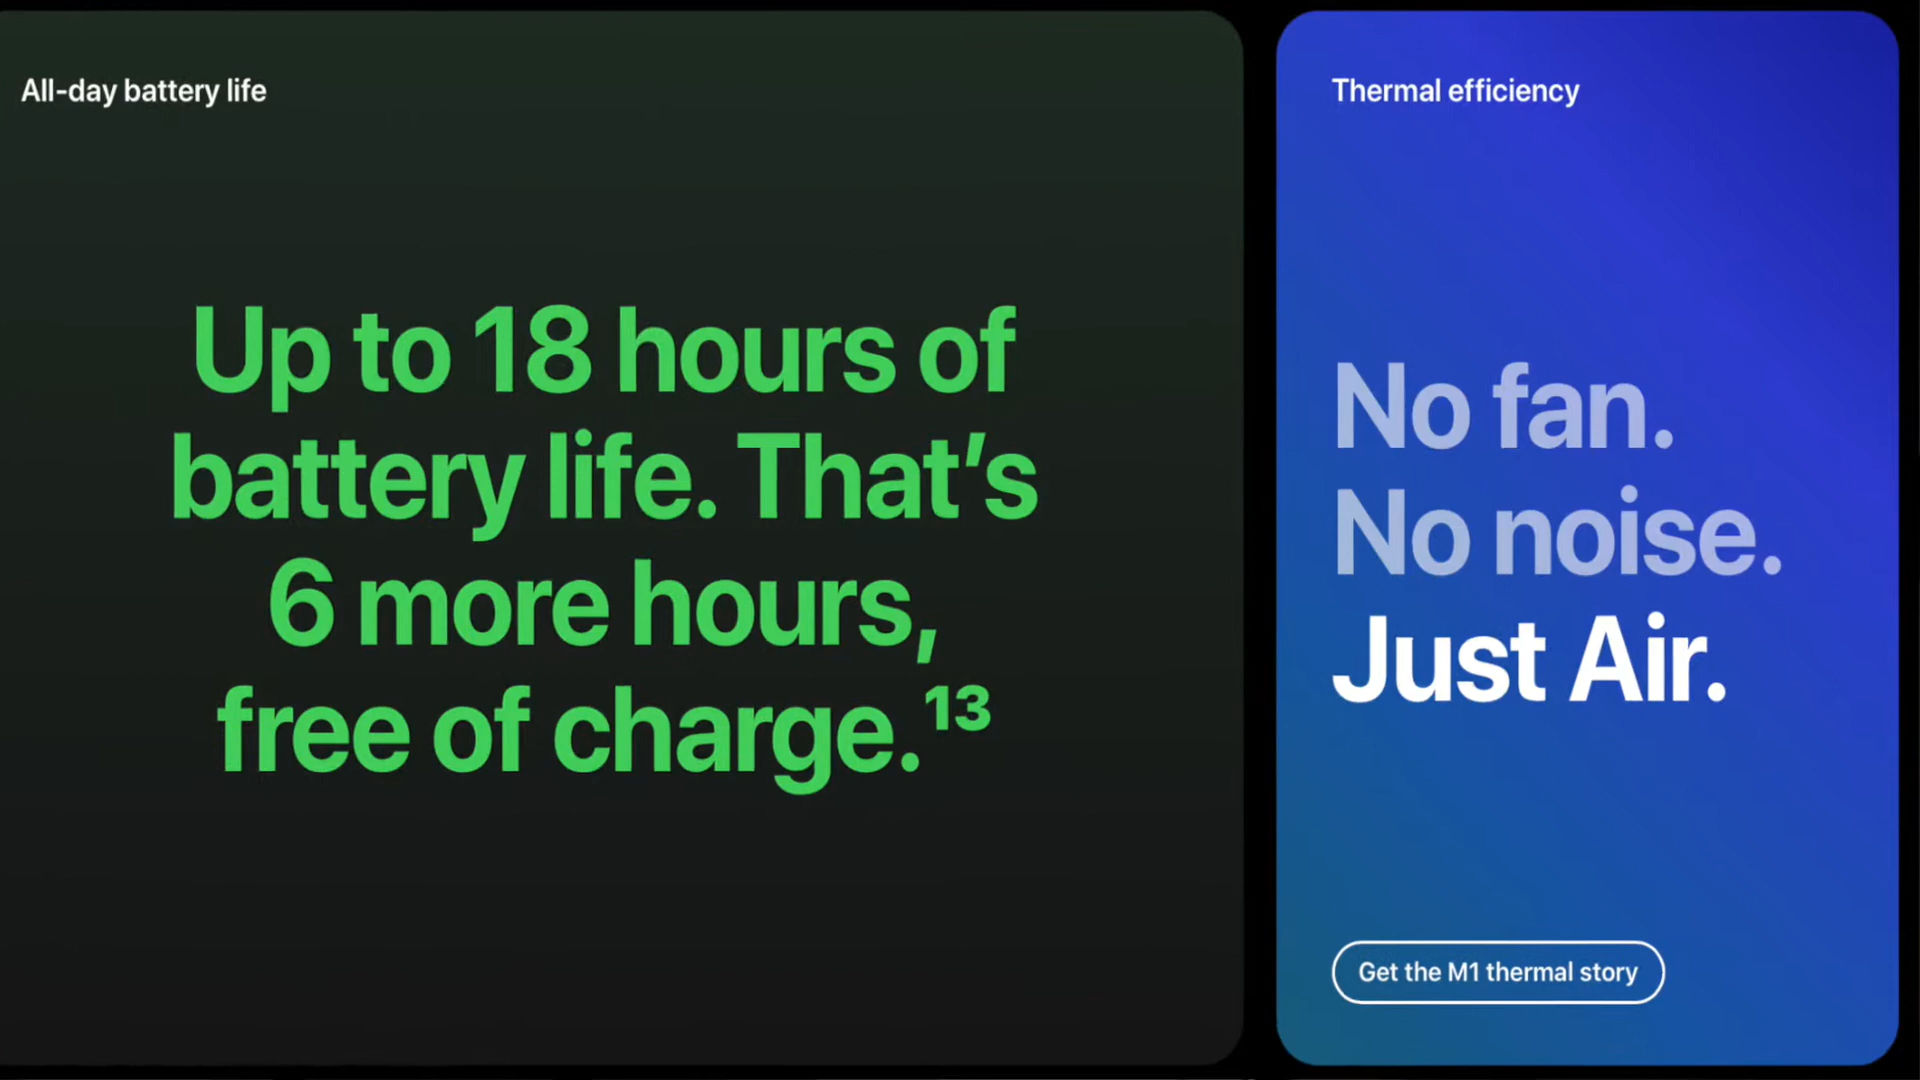 All-day battery life
Up to 18 hours of
battery life. That’s
6 more hours,
free of charge.¹³
Thermal efficiency
No fan.
No noise.
Just Air.
Get the M1 thermal story